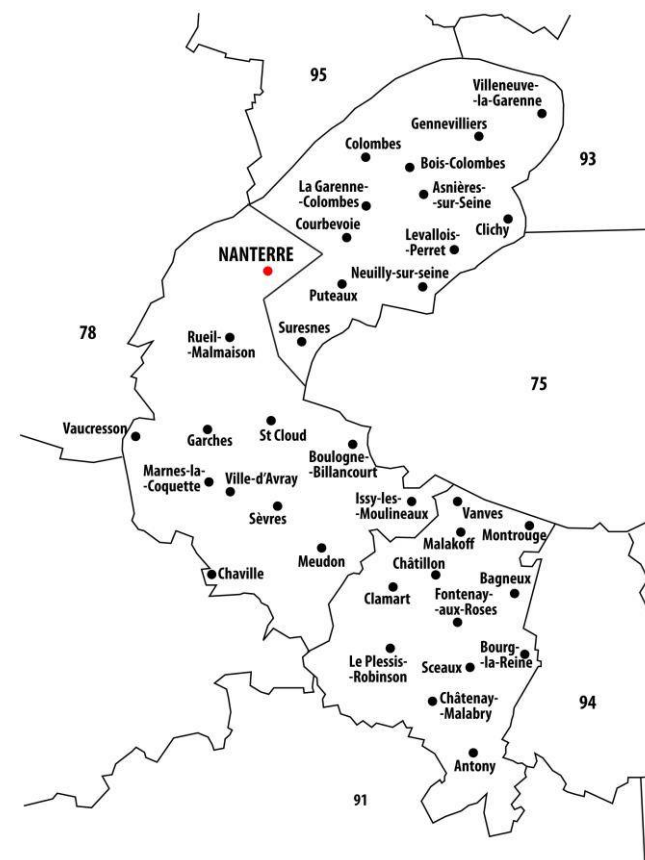 95
Villeneuve-
-la-Garenne
Gennevilliers
93
Colombes
Bois-Colombes
La Garenne-
-Colombes
Asnières-
-sur-Seine
Clichy
Courbevoie
Levallois-
-Perret
NANTERRE
Neuilly-sur-seine
Puteaux
78
Suresnes
Rueil-
-Malmaison
75
Vaucresson
Garches
St Cloud
Boulogne-
-Billancourt
Marnes-la-
-Coquette
Ville-d'Avray
Sèvres
Issy-les-
-Moulineaux
Vanves
Montrouge
Malakoff
Meudon
Châtillon
Chaville
Bagneux
Clamart
Fontenay-
-aux-Roses
Le Plessis-
-Robinson
Sceaux
Bourg-
-la-Reine
Châtenay-
-Malabry
94
Antony
91